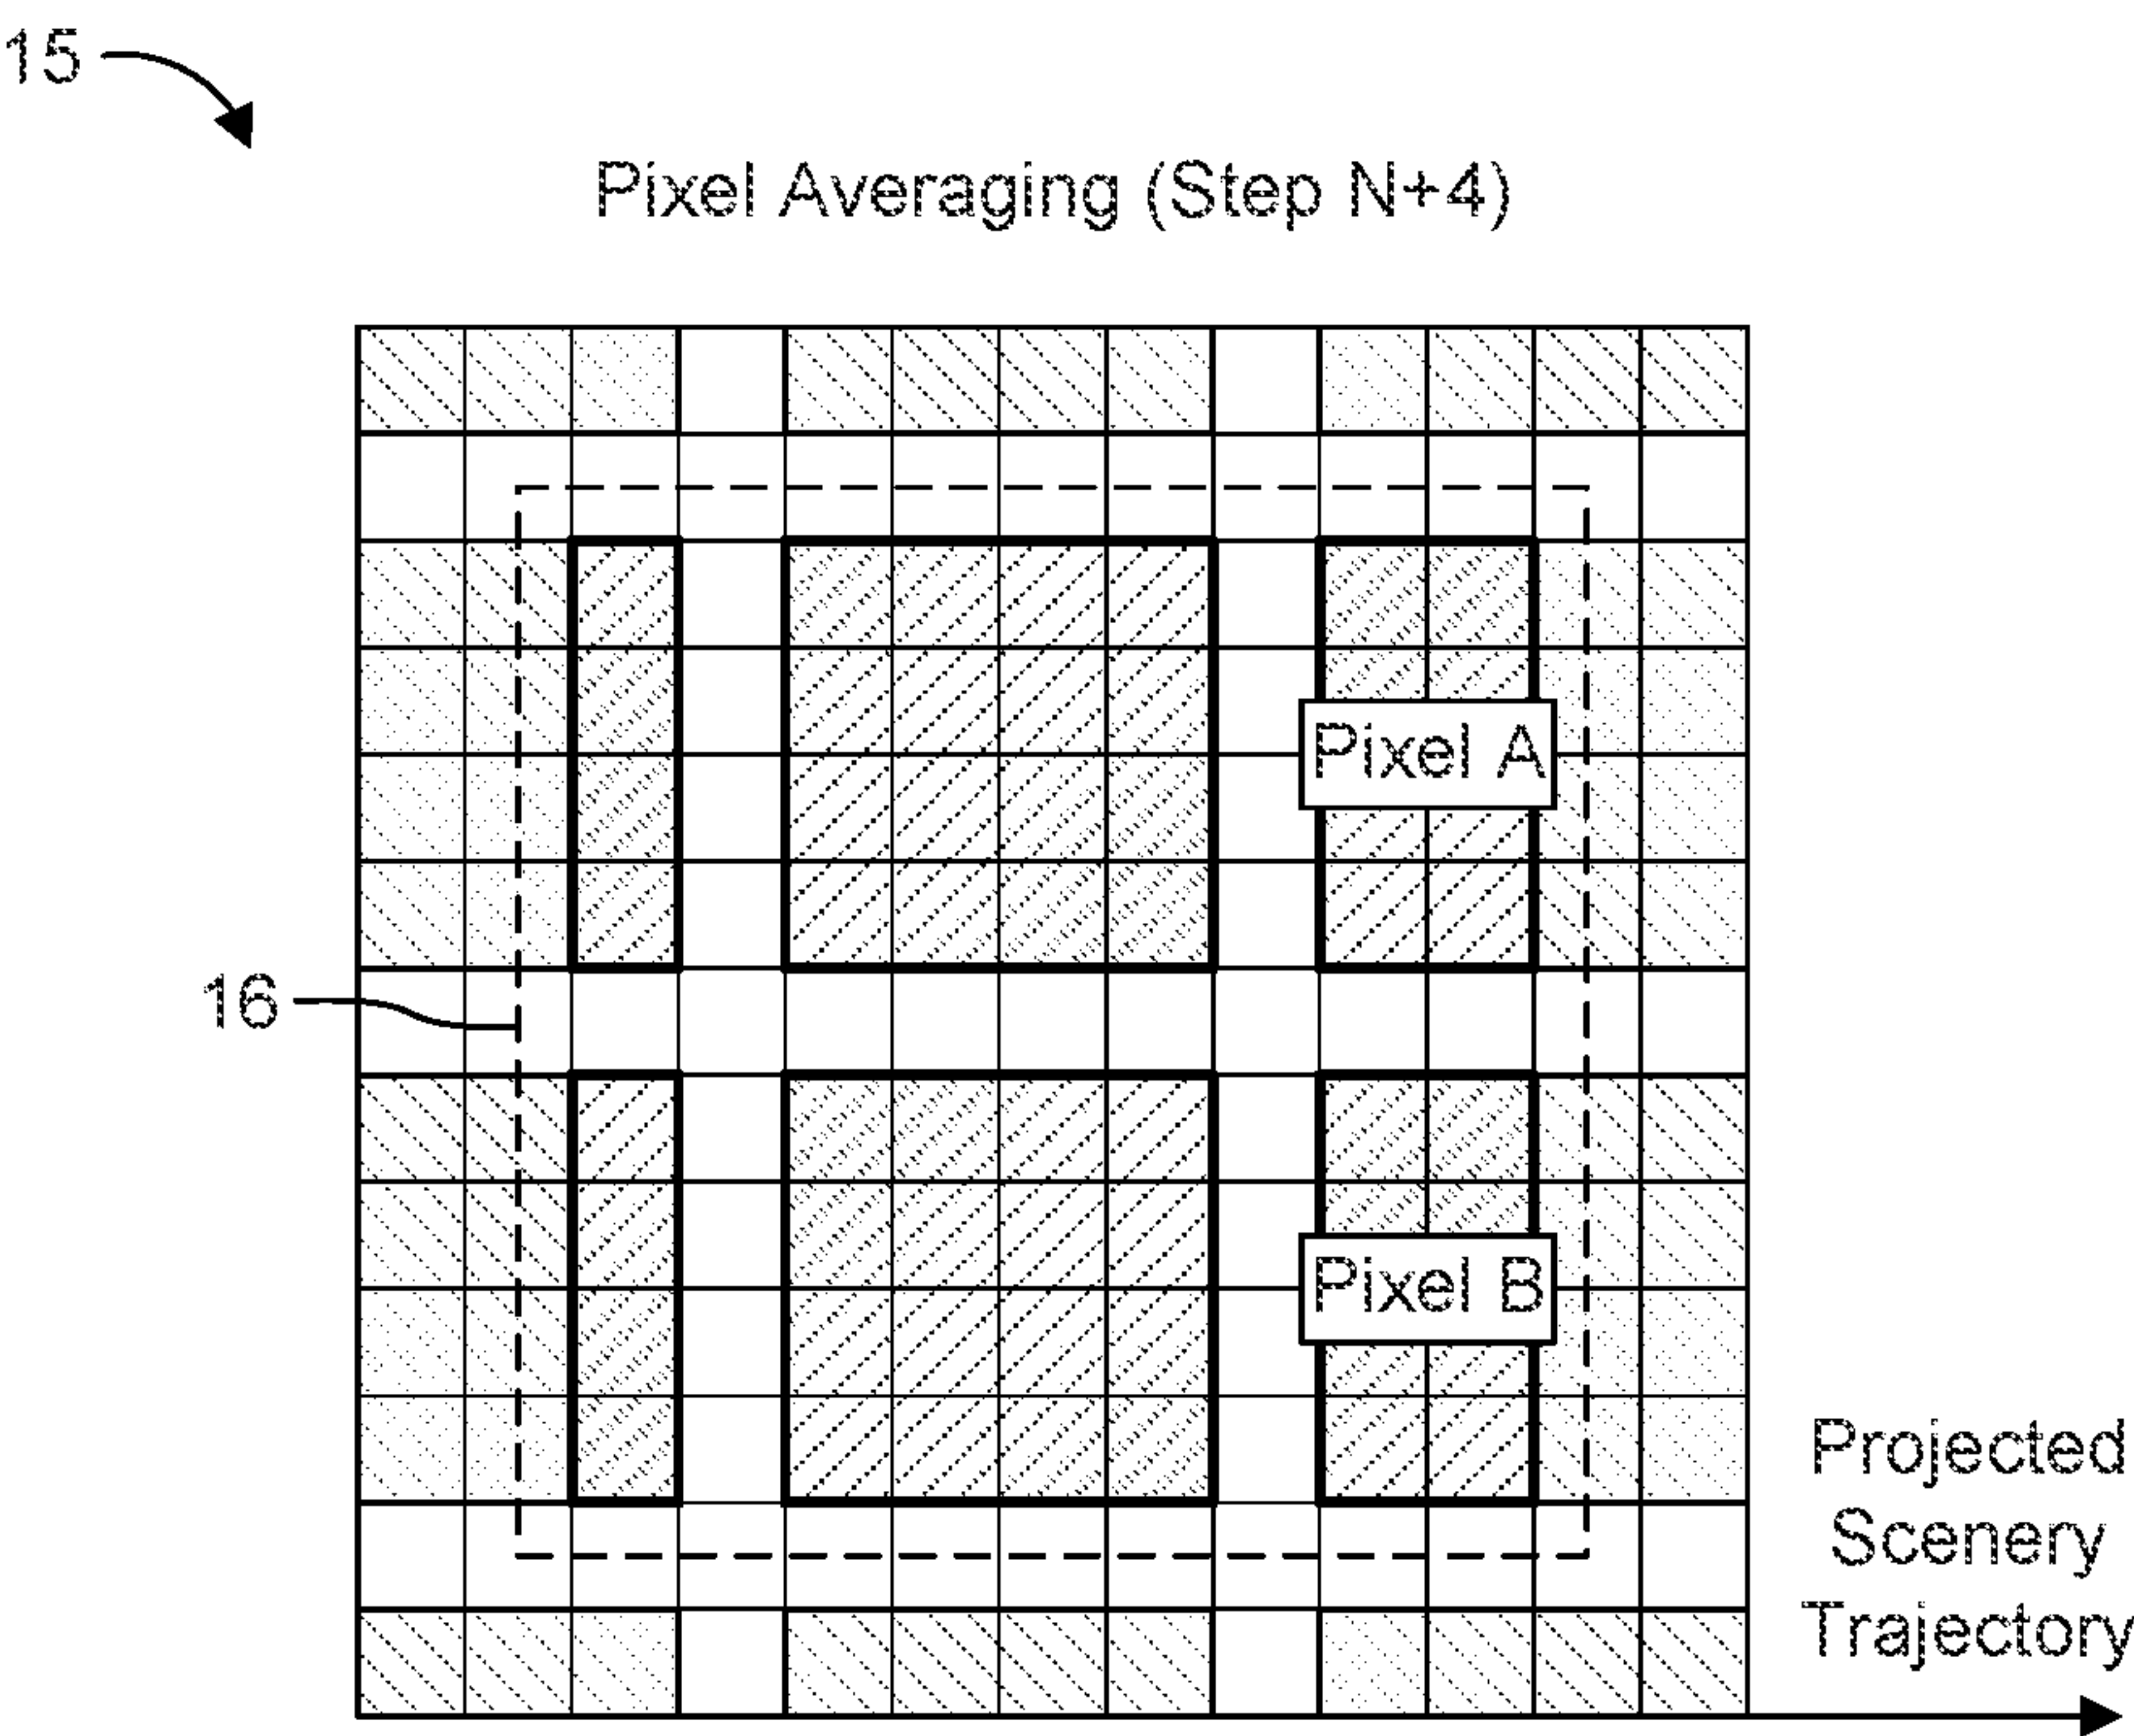 15
Pixel Averaging (Step N+4)
Pixel A
16
Pixel B
Projected
Scenery
Trajectory